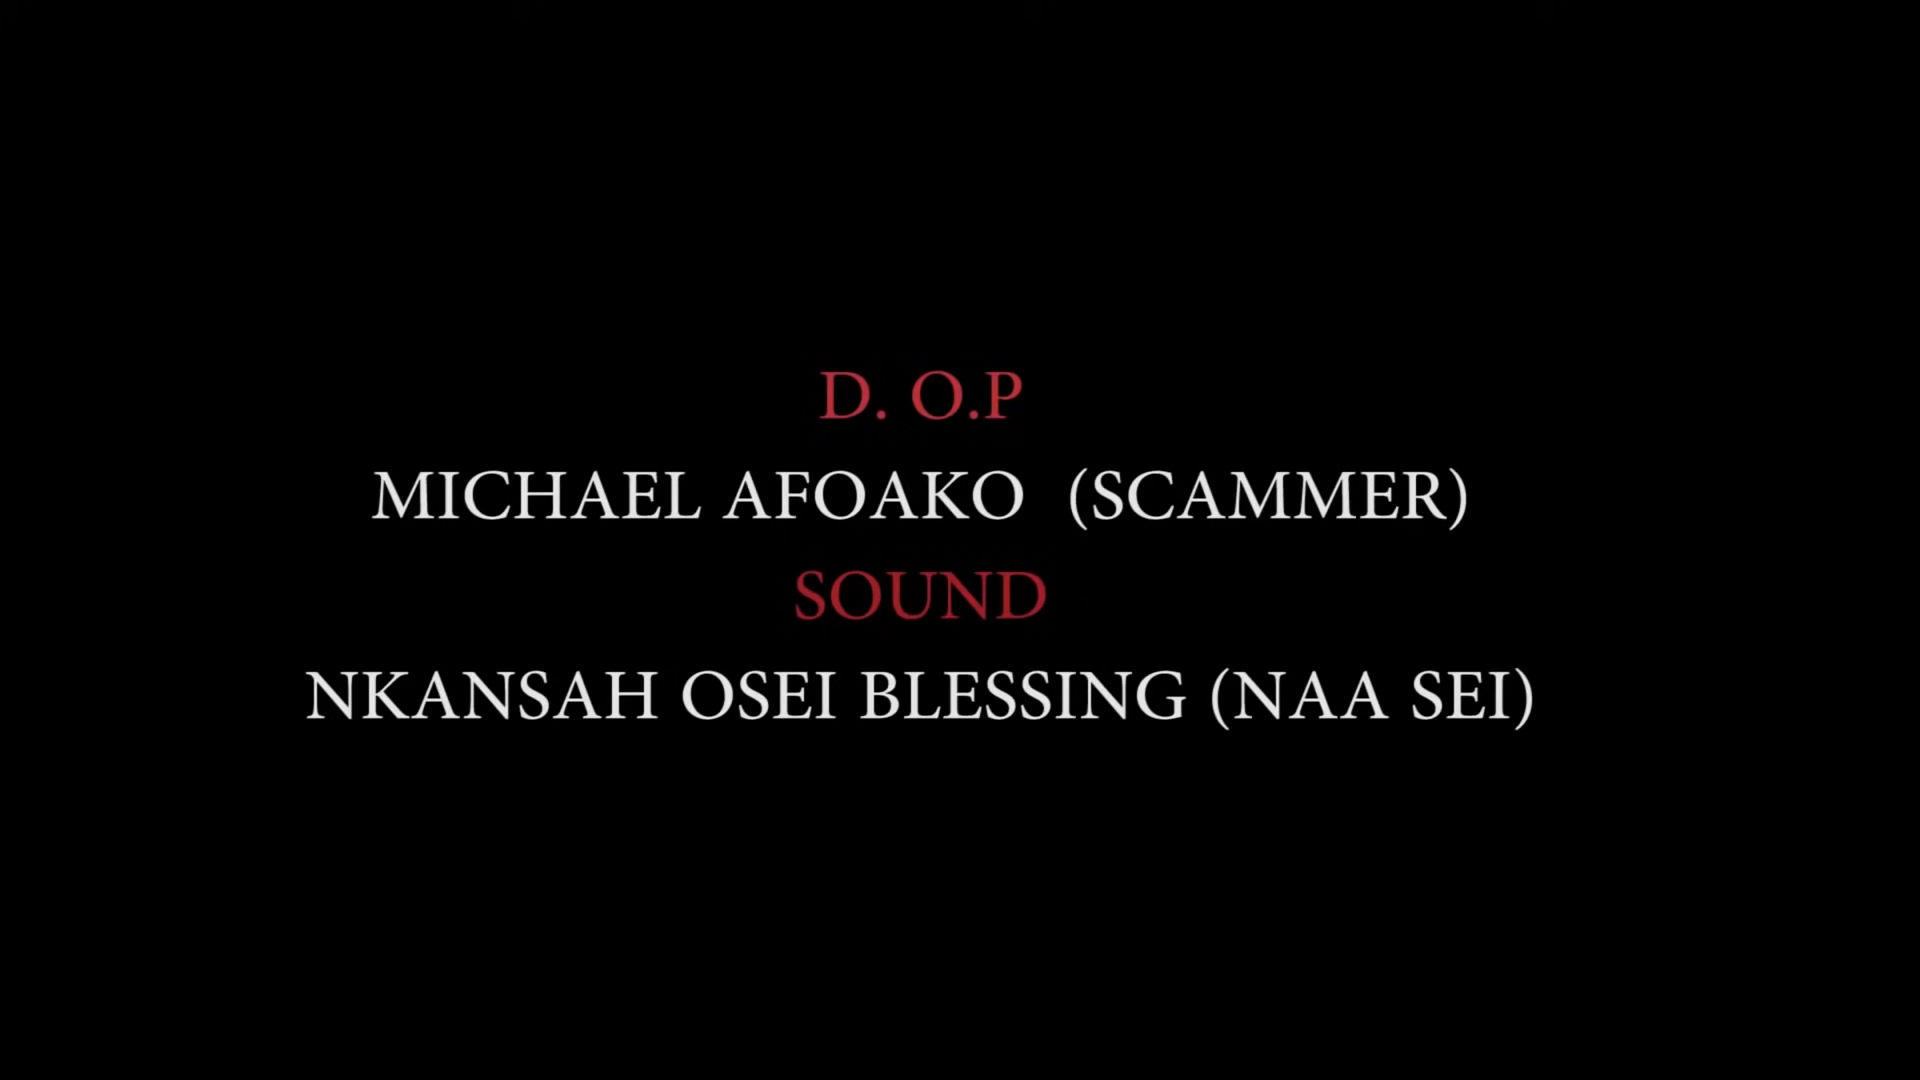 D. O.P
MICHAEL AFOAKO  (SCAMMER)
SOUND
NKANSAH OSEI BLESSING (NAA SEI)